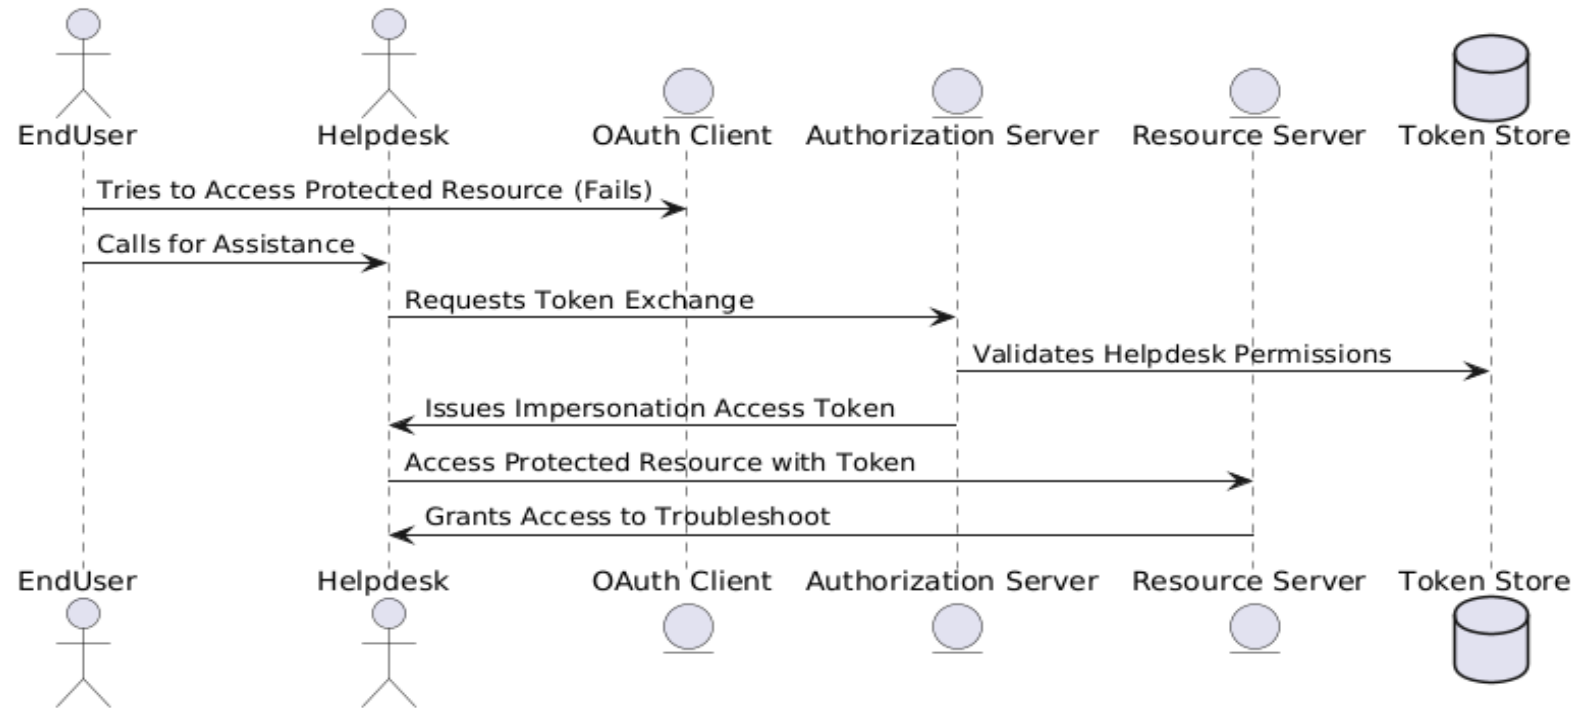 EndUser
Helpdesk
OAuth Client
Authorization Server
Resource Server
Token Store
Tries to Access Protected Resource (Fails)
Calls for Assistance
Requests Token Exchange
Validates Helpdesk Permissions
Issues Impersonation Access Token
Access Protected Resource with Token
Grants Access to Troubleshoot
EndUser
Helpdesk
OAuth Client
Authorization Server
Resource Server
Token Store